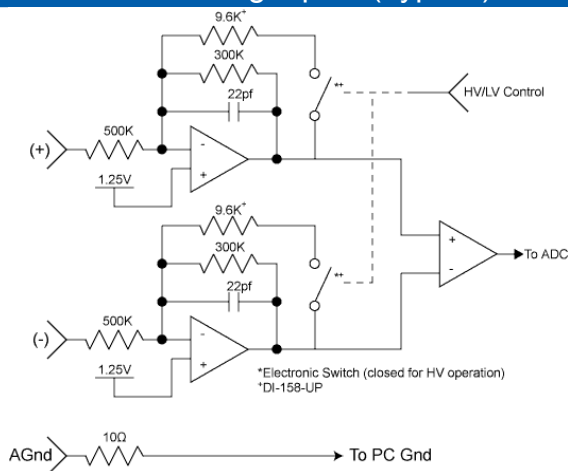 9.6K+
300K
22pf
*+
HV/LV Control
500K
(+)
-
+
1.25V
9.6K+
300K
22pf
*+
+
-
To ADC
500K
(-)
-
+
1.25V
*Electronic Switch (closed for HV operation)
+DI-158-UP
10Ω
AGnd
To PC Gnd